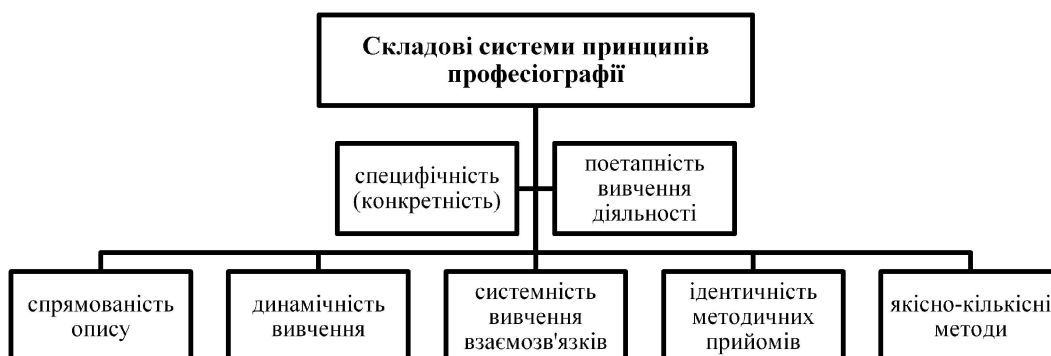 Складові системи принципів
професіографії
специфічність
(конкретність)
поетапність
вивчення
діяльності
спрямованість
опису
динамічність
вивчення
системність
вивчення
взаємозв'язків
ідентичність
методичних
прийомів
якісно-кількісні
методи